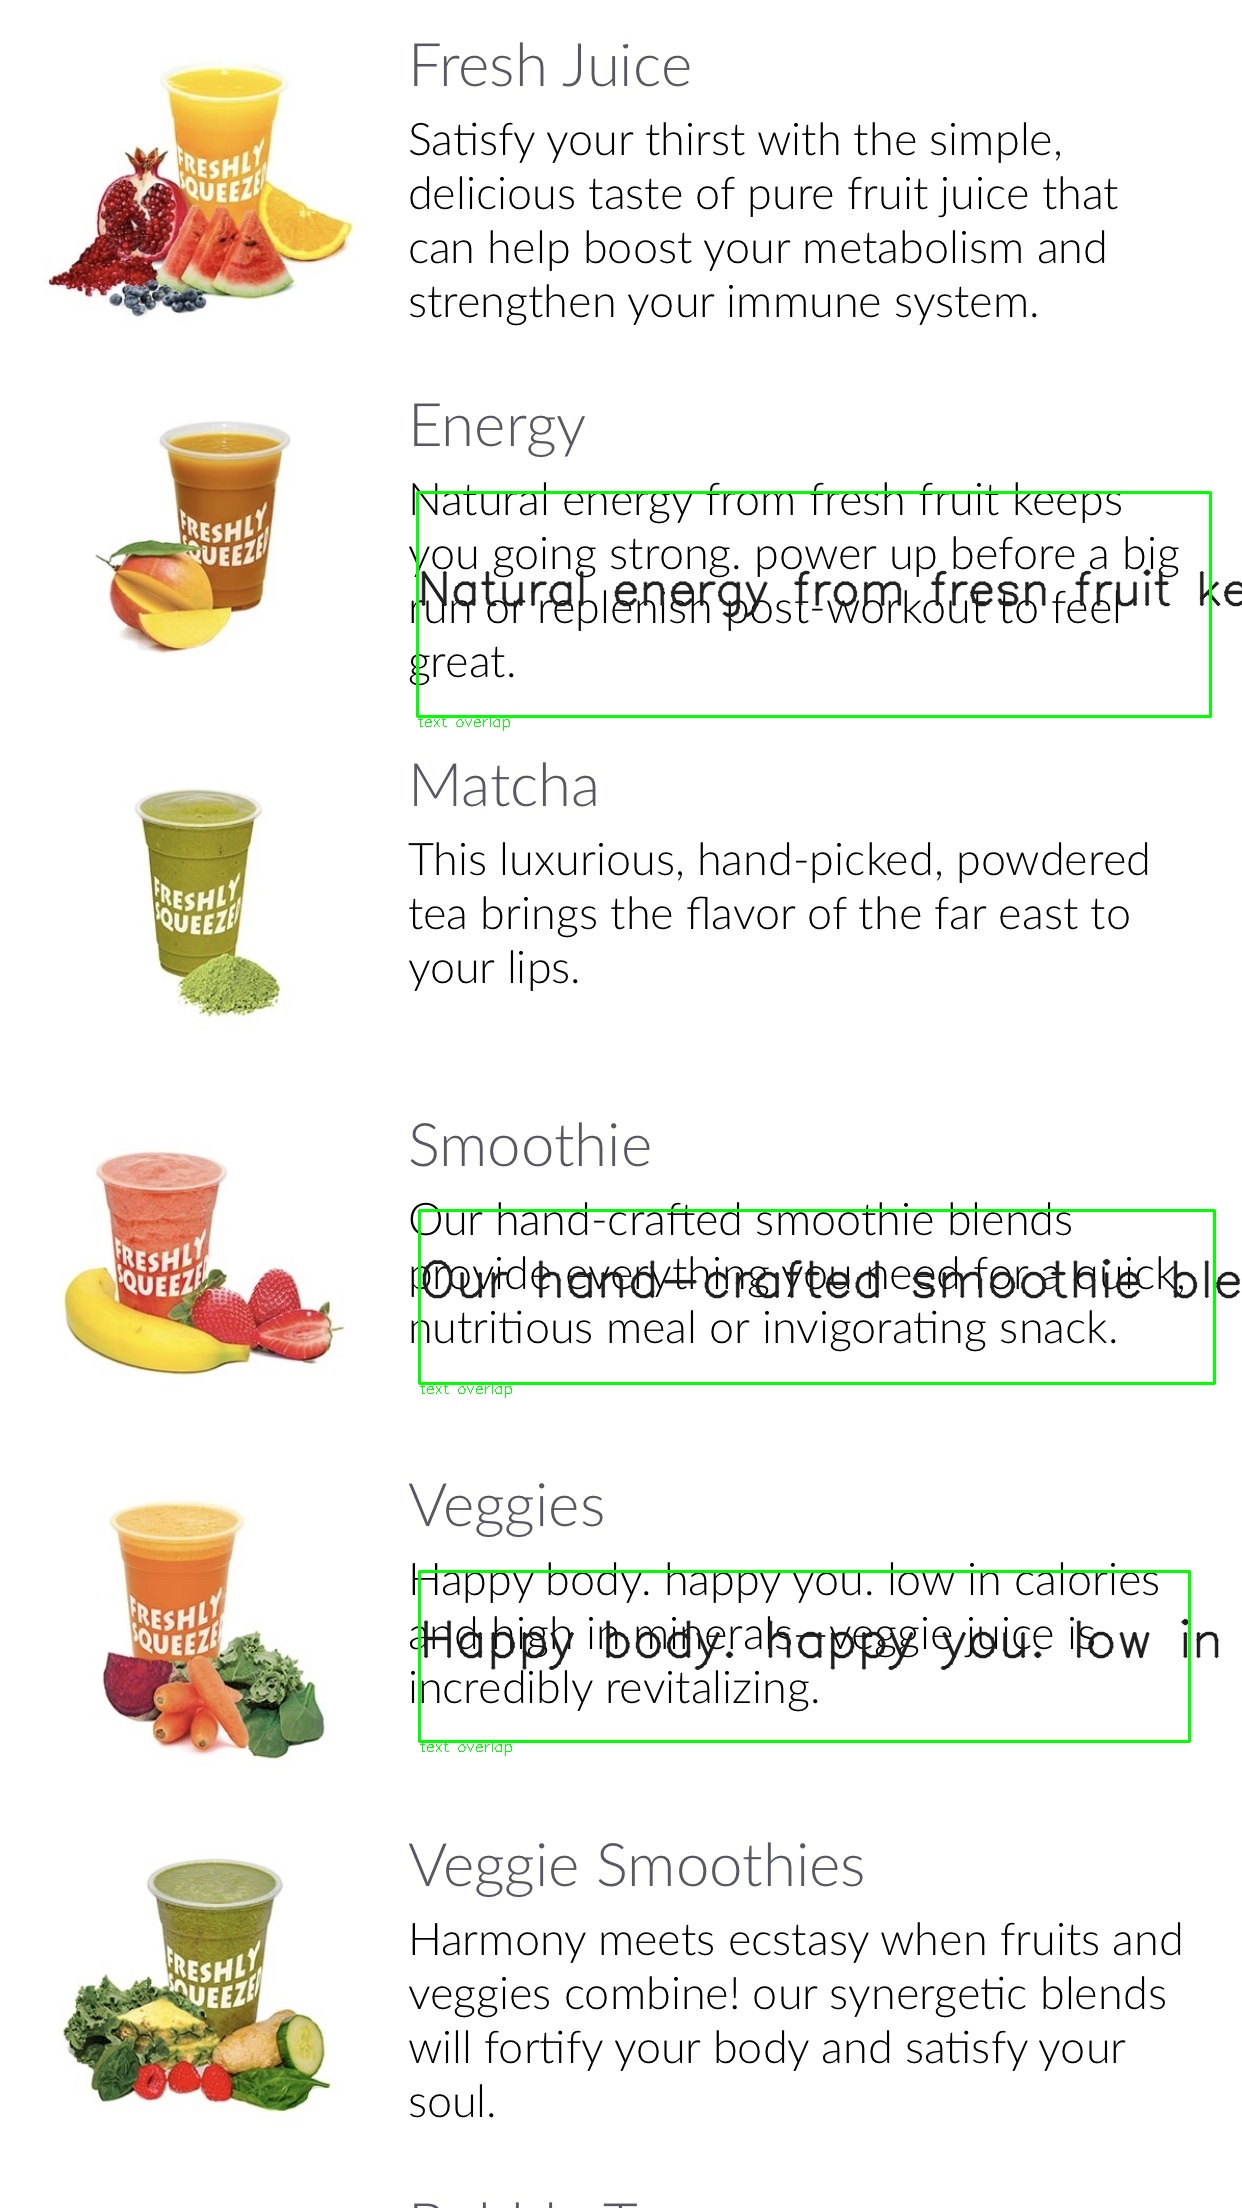 Fresh Juice
FRESHLY
SQUEEZED
Satisfy your thirst with the simple,
delicious taste of pure fruit juice that
can help boost your metabolism and
strengthen your immune system.
Energy
FRESHLY
SQUEEZED
Natural energy from fresh fruit keeps
you going strong. power up before a big
Natural energy from fresh fruit ke
run or replenish post-workout to feel
great.
text overlap
Matcha
FRESHLY
SQUEEZED
This luxurious, hand-picked, powdered
tea brings the flavor of the far east to
your lips.
Smoothie
FRESHLY
SQUEEZED
Our hand-crafted smoothie blends
provide everything you need for a quick,
Our hand-crafted smoothie ble
nutritious meal or invigorating snack.
text overlap
Veggies
FRESHLY
SQUEEZED
Happy body. happy you. low in calories
and high in minerals—veggie juice is
Happy body. happy you. low in
incredibly revitalizing.
text overlap
Veggie Smoothies
FRESHLY
SQUEEZED
Harmony meets ecstasy when fruits and
veggies combine! our synergetic blends
will fortify your body and satisfy your
soul.